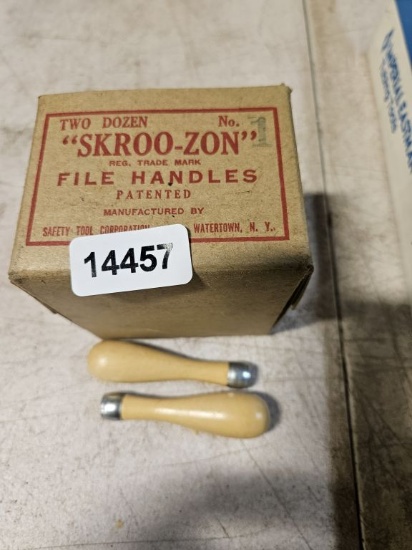 TWO DOZEN No. 1
"SKROO-ZON"
REG. TRADE MARK
FILE HANDLES
PATENTED
MANUFACTURED BY
SAFETY TOOL CORPORATION WATERTOWN, N. Y.
14457